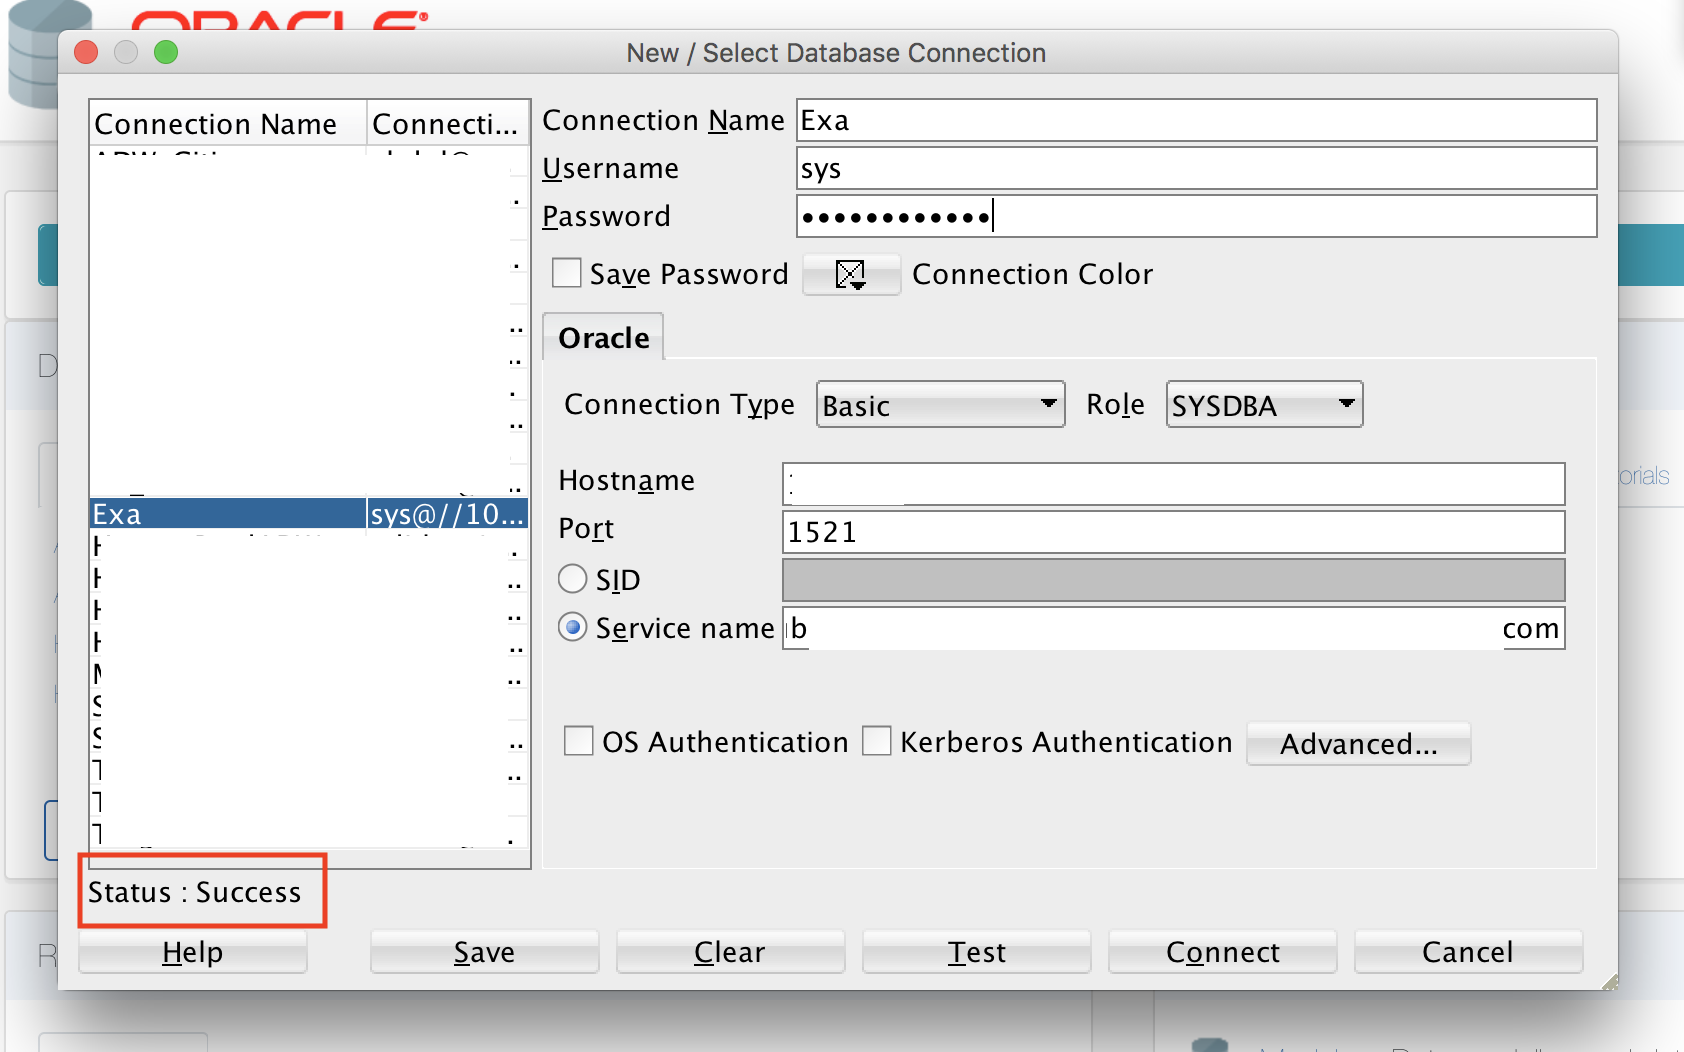 ORACLE
New / Select Database Connection
Connection Name Connecti...
Connection Name Exa
Username sys
Password ••••••••••••
Save Password Connection Color
Oracle
Connection Type Basic Role SYSDBA
Hostname
Exa sys@//10...
Port 1521
SID
Service name b com
OS Authentication Kerberos Authentication Advanced...
Status : Success
Help Save Clear Test Connect Cancel
orials